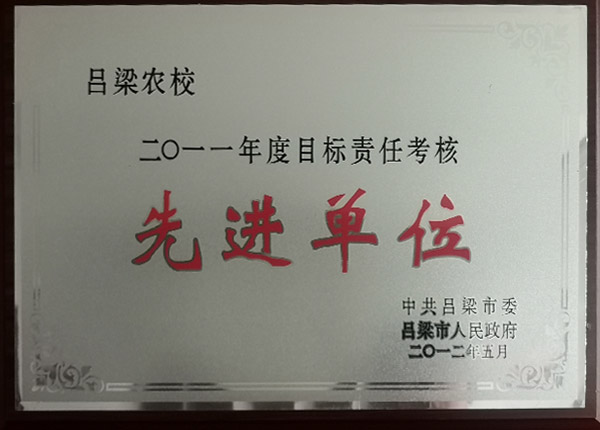 吕梁农校
二〇一一年度目标责任考核
先进单位
中共吕梁市委
吕梁市人民政府
二〇一二年五月